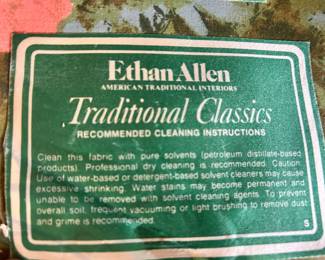 Ethan Allen
AMERICAN TRADITIONAL INTERIORS
Traditional Classics
RECOMMENDED CLEANING INSTRUCTIONS
Clean this fabric with pure solvents (petroleum distillate-based
products). Professional dry cleaning is recommended. Caution:
Use of water-based or detergent-based solvent cleaners may cause
excessive shrinking. Water stains may become permanent and
unable to be removed with solvent cleaning agents. To prevent
overall soil, frequent vacuuming or light brushing to remove dust
and grime is recommended.
S